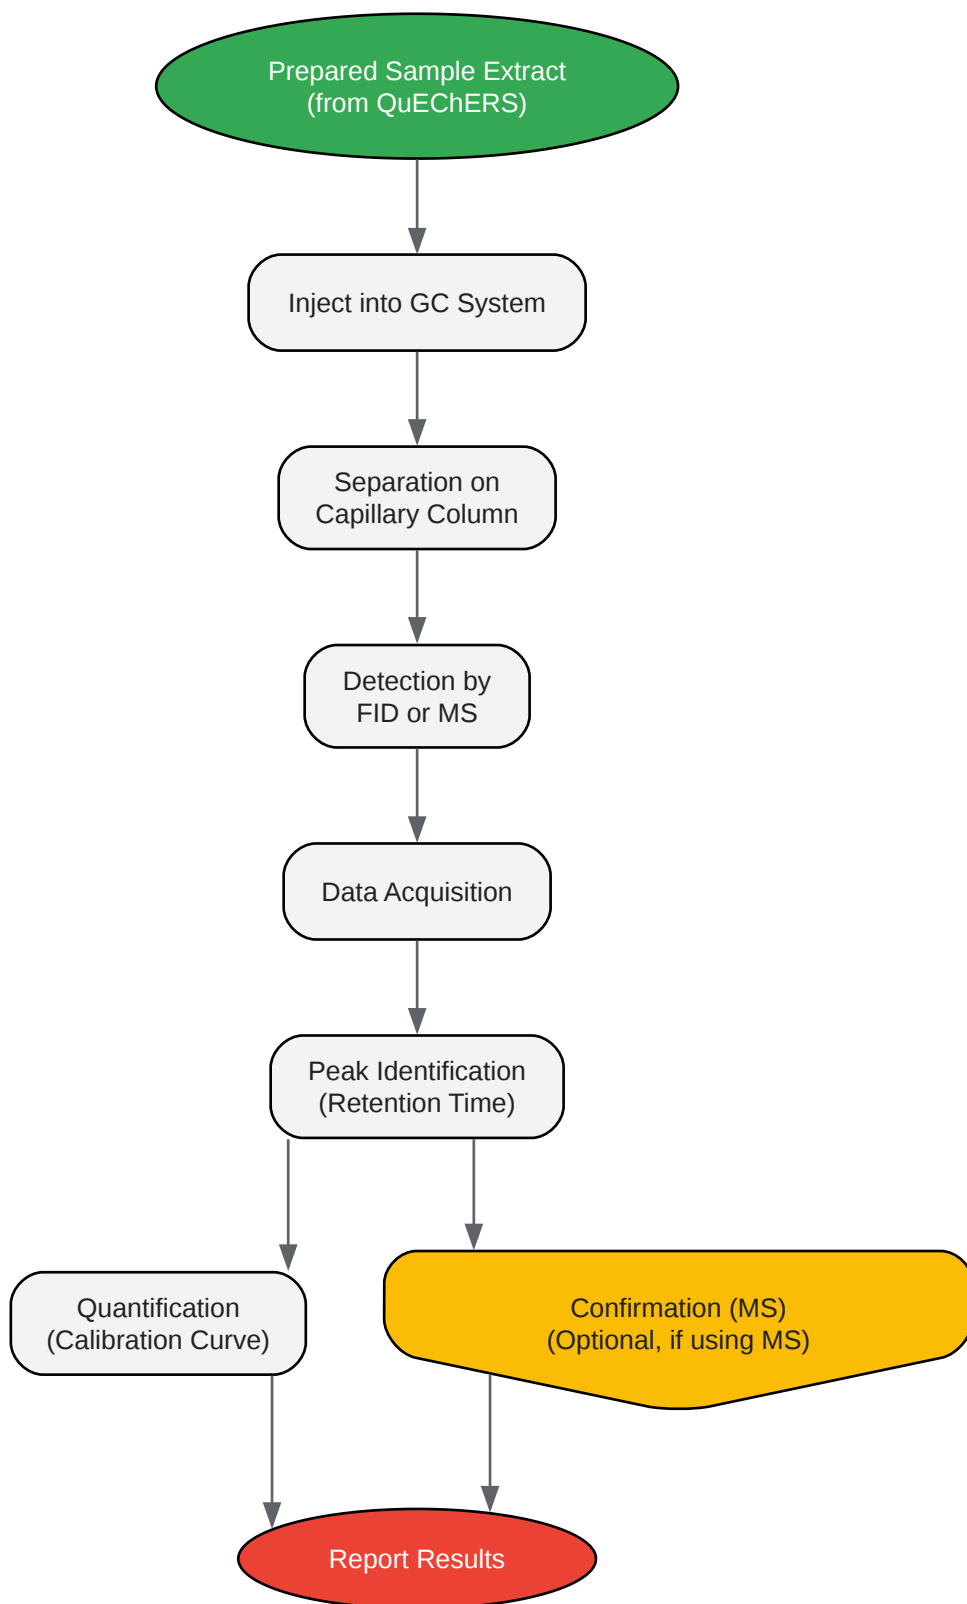 Prepared Sample Extract
(from QuEChERS)
Inject into GC System
Separation on
Capillary Column
Detection by
FID or MS
Data Acquisition
Peak Identification
(Retention Time)
Quantification
(Calibration Curve)
Confirmation (MS)
(Optional, if using MS)
Report Results